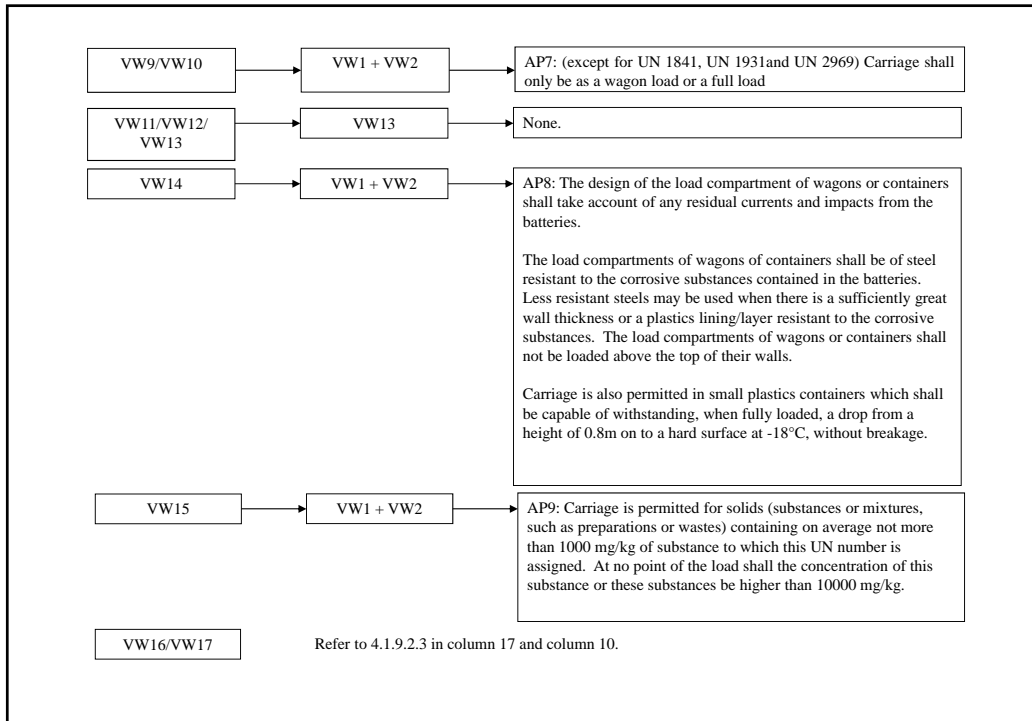 VW9/VW10
VW1 + VW2
AP7: (except for UN 1841, UN 1931and UN 2969) Carriage shall
only be as a wagon load or a full load
VW11/VW12/
VW13
VW13
None.
VW14
VW1 + VW2
AP8: The design of the load compartment of wagons or containers
shall take account of any residual currents and impacts from the
batteries.
The load compartments of wagons of containers shall be of steel
resistant to the corrosive substances contained in the batteries.
Less resistant steels may be used when there is a sufficiently great
wall thickness or a plastics lining/layer resistant to the corrosive
substances. The load compartments of wagons or containers shall
not be loaded above the top of their walls.
Carriage is also permitted in small plastics containers which shall
be capable of withstanding, when fully loaded, a drop from a
height of 0.8m on to a hard surface at -18°C, without breakage.
VW15
VW1 + VW2
AP9: Carriage is permitted for solids (substances or mixtures,
such as preparations or wastes) containing on average not more
than 1000 mg/kg of substance to which this UN number is
assigned. At no point of the load shall the concentration of this
substance or these substances be higher than 10000 mg/kg.
VW16/VW17
Refer to 4.1.9.2.3 in column 17 and column 10.